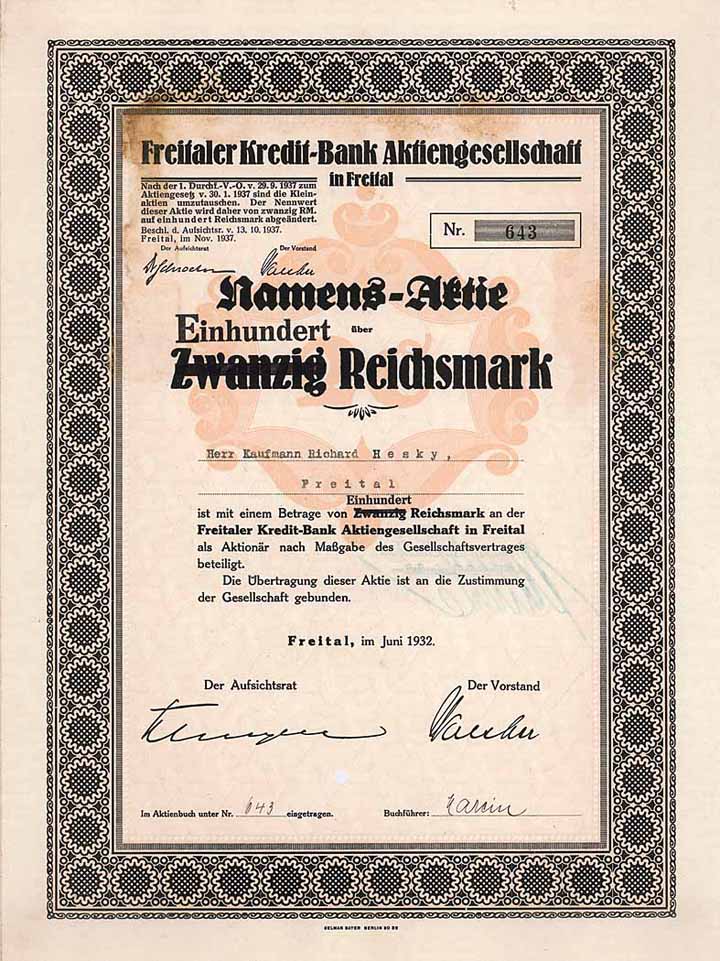 Freitaler Kredit-Bank Aktiengesellschaft
in Freital
Nach der 1. Durchf.-V.-O. v. 29. 9. 1937 zum
Aktiengesetz v. 30. 1. 1937 sind die Klein-
aktien umzutauschen. Der Nennwert
dieser Aktie wird daher von zwanzig RM.
auf einhundert Reichsmark abgeändert.
Beschl. d. Aufsichtsr. v. 13. 10. 1937.
Freital, im Nov. 1937.
Der Aufsichtsrat Der Vorstand
Nr. 643
Namens-Aktie
Einhundert über
Zwanzig Reichsmark
Herr Kaufmann Richard Hesky,
Freital
Einhundert
ist mit einem Betrage von Zwanzig Reichsmark an der
Freitaler Kredit-Bank Aktiengesellschaft in Freital
als Aktionär nach Maßgabe des Gesellschaftsvertrages
beteiligt.
Die Übertragung dieser Aktie ist an die Zustimmung
der Gesellschaft gebunden.
Freital, im Juni 1932.
Der Aufsichtsrat Der Vorstand
Im Aktienbuch unter Nr. 643 eingetragen. Buchführer:
SELMAR BAYER BERLIN SO 36